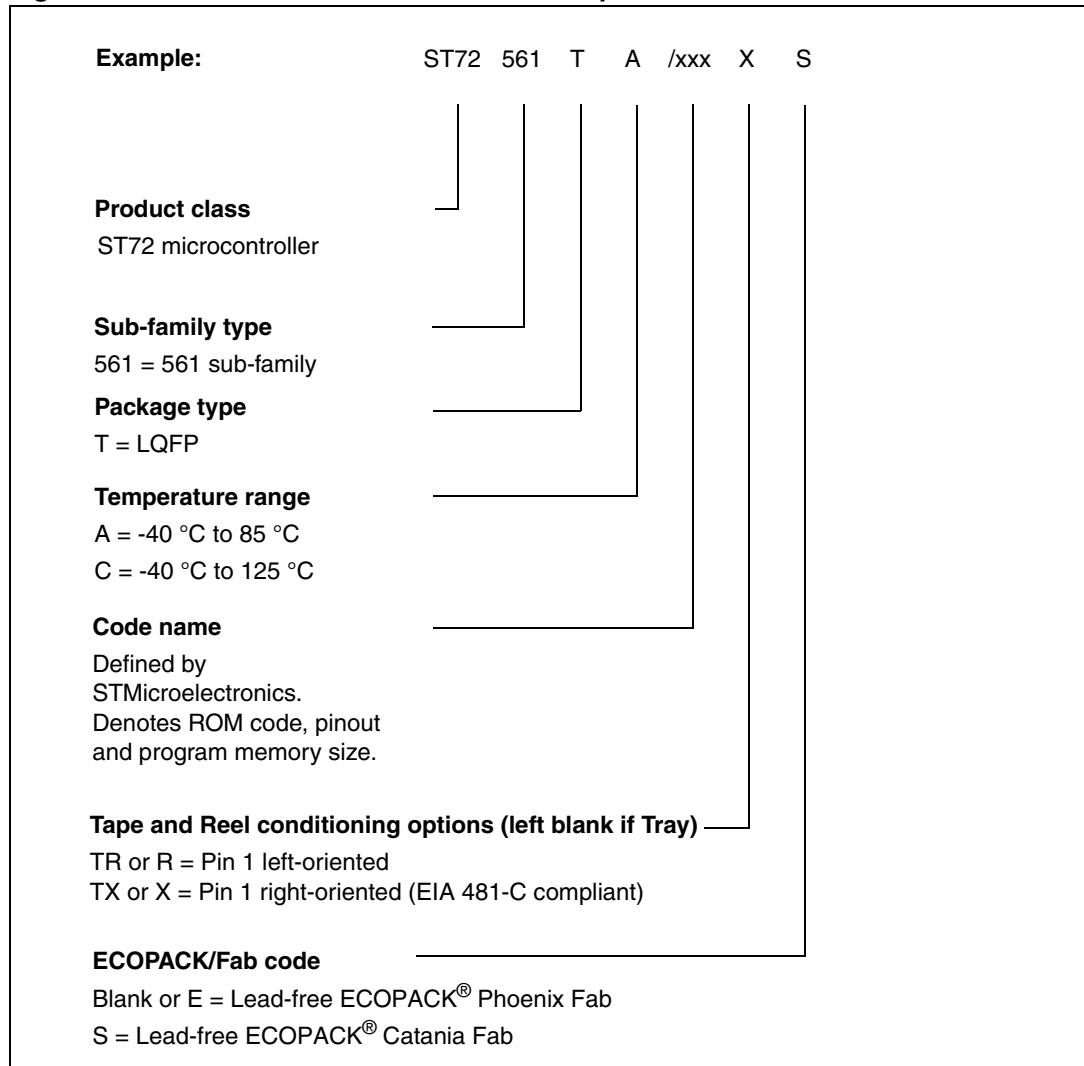 Example: ST72 561 T A /xxx X S
Product class
ST72 microcontroller
Sub-family type
561 = 561 sub-family
Package type
T = LQFP
Temperature range
A = -40 °C to 85 °C
C = -40 °C to 125 °C
Code name
Defined by
STMicroelectronics.
Denotes ROM code, pinout
and program memory size.
Tape and Reel conditioning options (left blank if Tray)
TR or R = Pin 1 left-oriented
TX or X = Pin 1 right-oriented (EIA 481-C compliant)
ECOPACK/Fab code
Blank or E = Lead-free ECOPACK® Phoenix Fab
S = Lead-free ECOPACK® Catania Fab